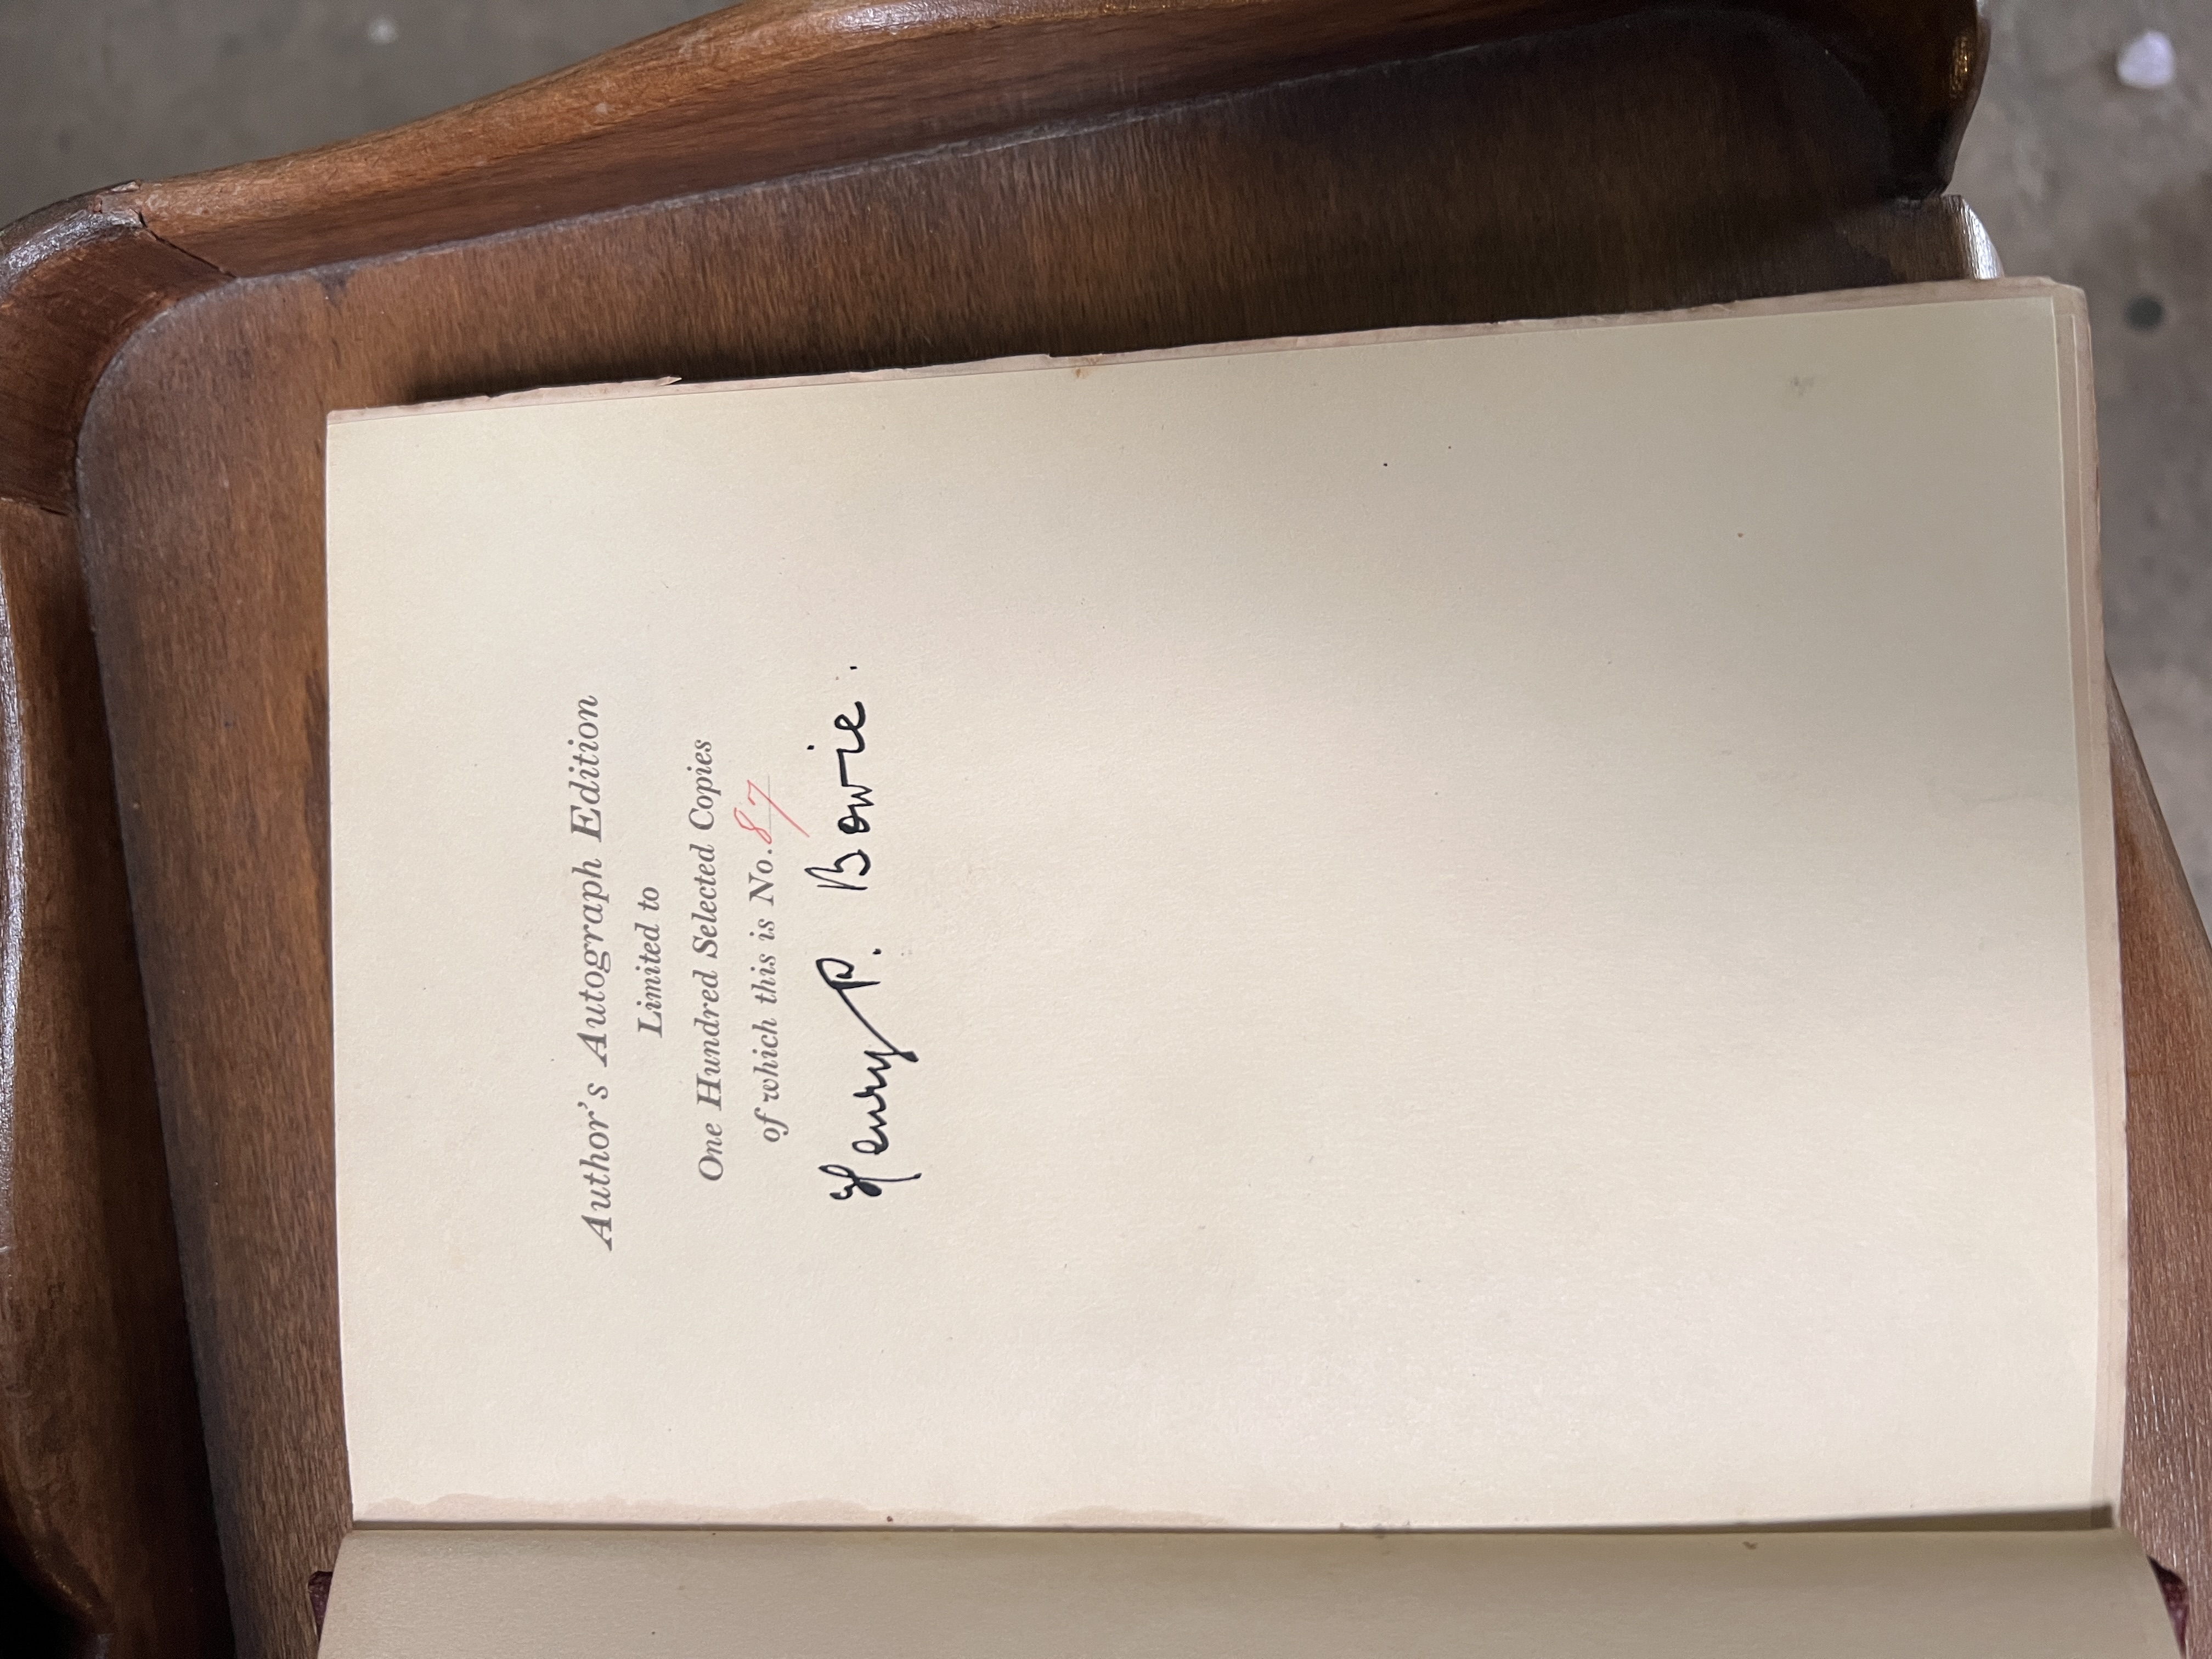 Author's Autograph Edition
Limited to
One Hundred Selected Copies
of which this is No. 87
Henry P. Bowie.